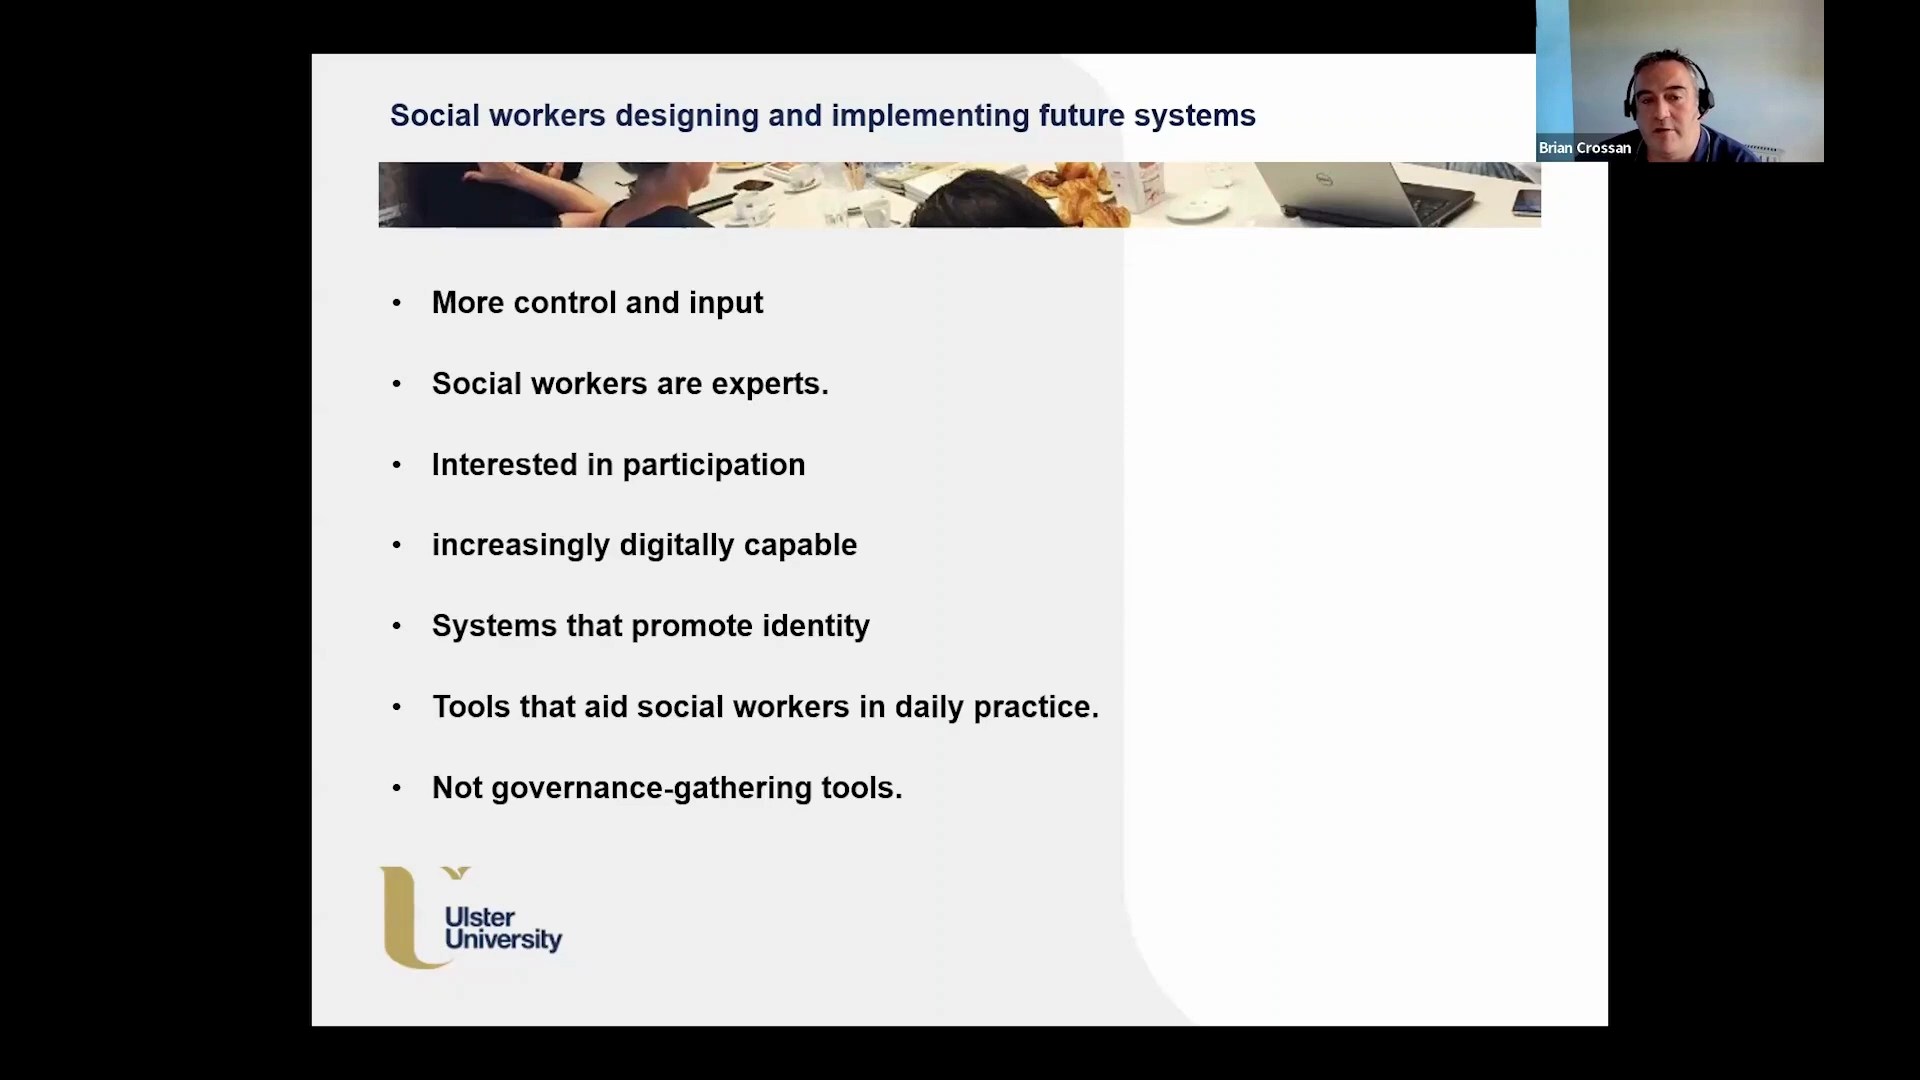 Social workers designing and implementing future systems
Brian Crossan
• More control and input
• Social workers are experts.
• Interested in participation
• increasingly digitally capable
• Systems that promote identity
• Tools that aid social workers in daily practice.
• Not governance-gathering tools.
Ulster
University